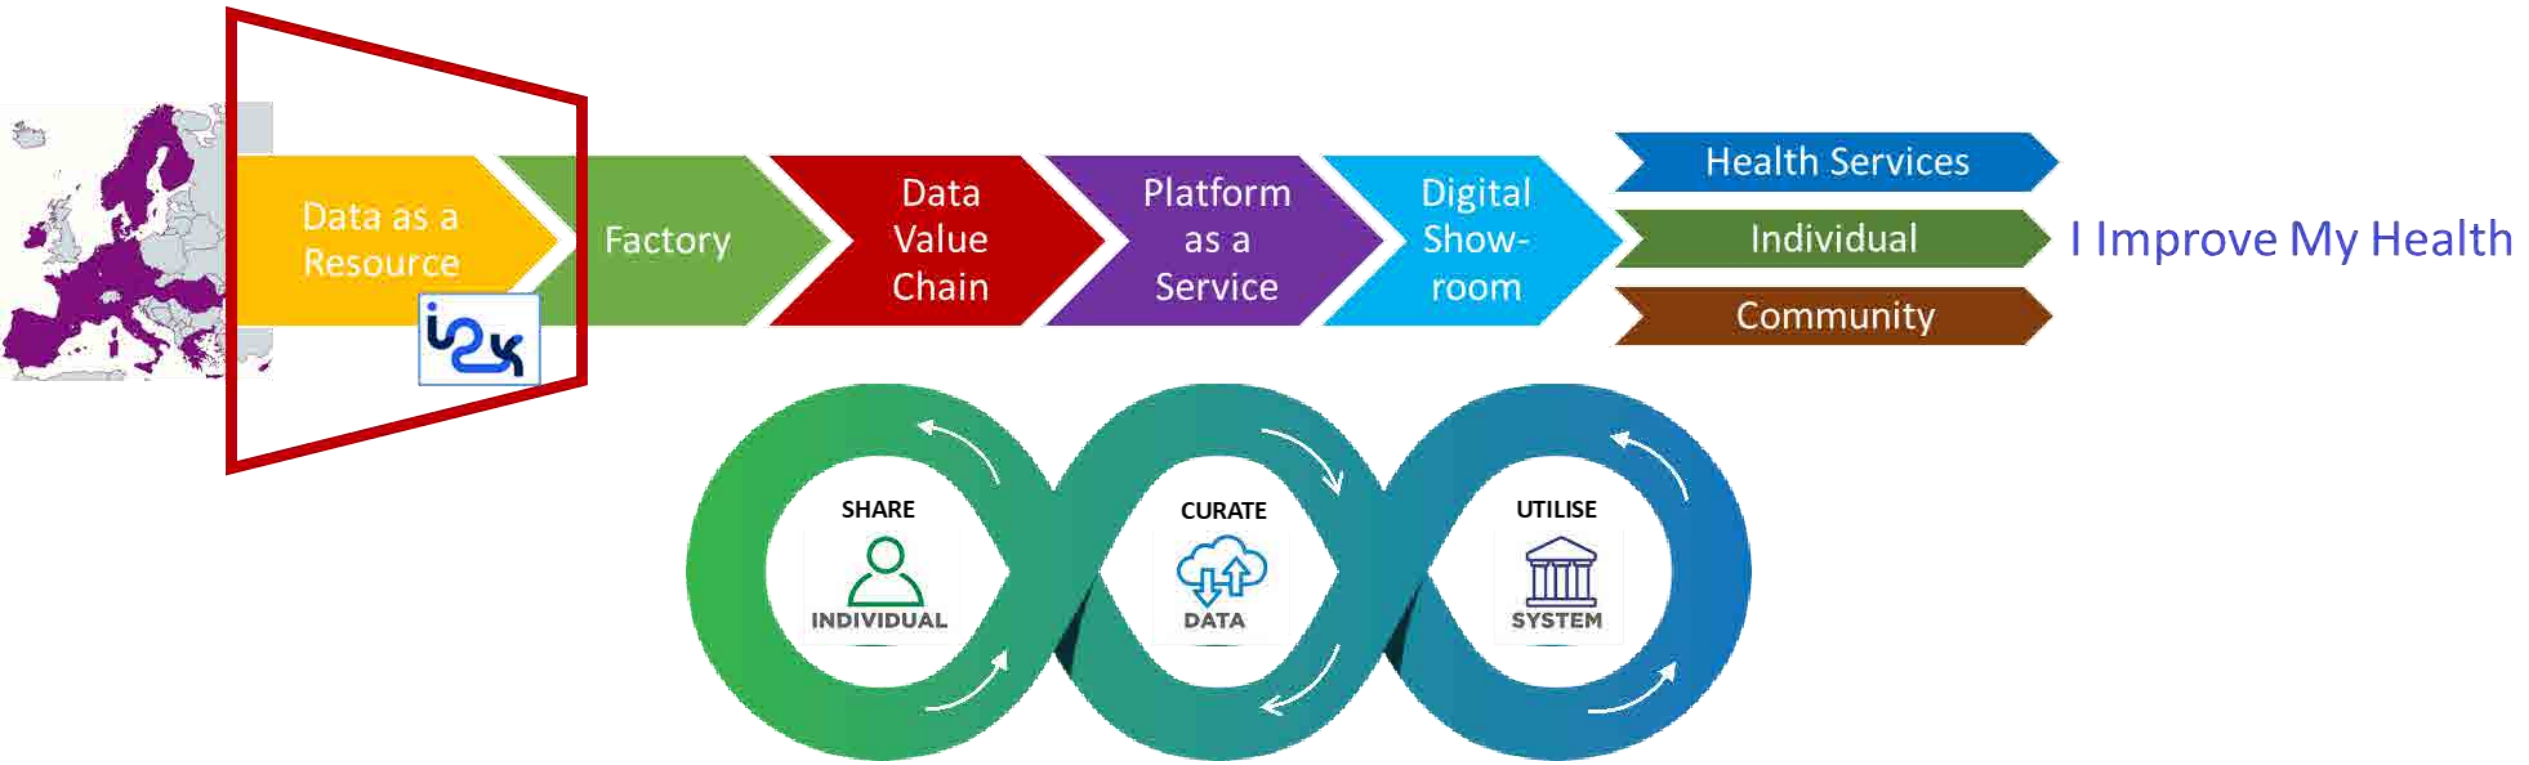 Data as a
Resource
i2x
Factory
Data
Value
Chain
Platform
as a
Service
Digital
Show-
room
Health Services
Individual
Community
I Improve My Health
SHARE
INDIVIDUAL
CURATE
DATA
UTILISE
SYSTEM